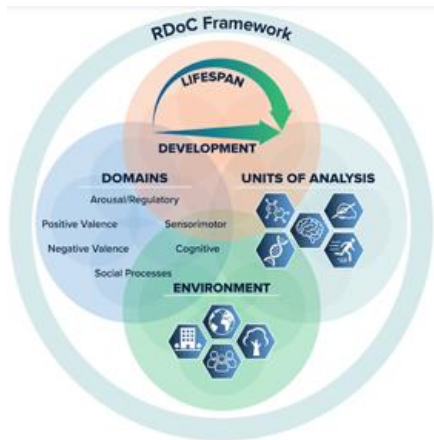 RDoC Framework
LIFESPAN
DEVELOPMENT
DOMAINS
Arousal/Regulatory
Positive Valence
Sensorimotor
Negative Valence
Cognitive
Social Processes
UNITS OF ANALYSIS
ENVIRONMENT